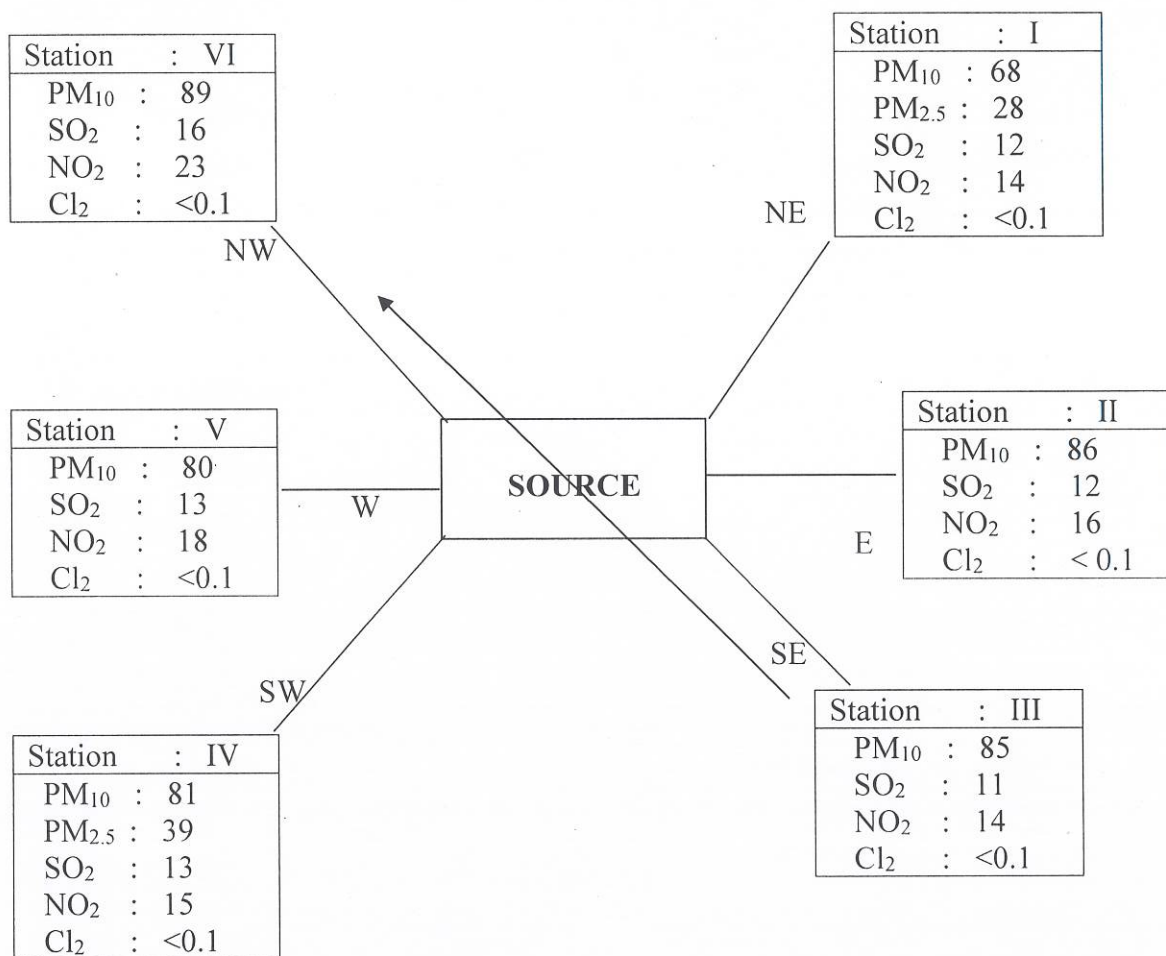 Station : VI
PM₁₀ : 89
SO₂ : 16
NO₂ : 23
Cl₂ : <0.1
NW
Station : I
PM₁₀ : 68
PM₂.₅ : 28
SO₂ : 12
NO₂ : 14
Cl₂ : <0.1
NE
Station : V
PM₁₀ : 80
SO₂ : 13
NO₂ : 18
Cl₂ : <0.1
W
SOURCE
Station : II
PM₁₀ : 86
SO₂ : 12
NO₂ : 16
Cl₂ : < 0.1
E
SW
Station : IV
PM₁₀ : 81
PM₂.₅ : 39
SO₂ : 13
NO₂ : 15
Cl₂ : <0.1
SE
Station : III
PM₁₀ : 85
SO₂ : 11
NO₂ : 14
Cl₂ : <0.1